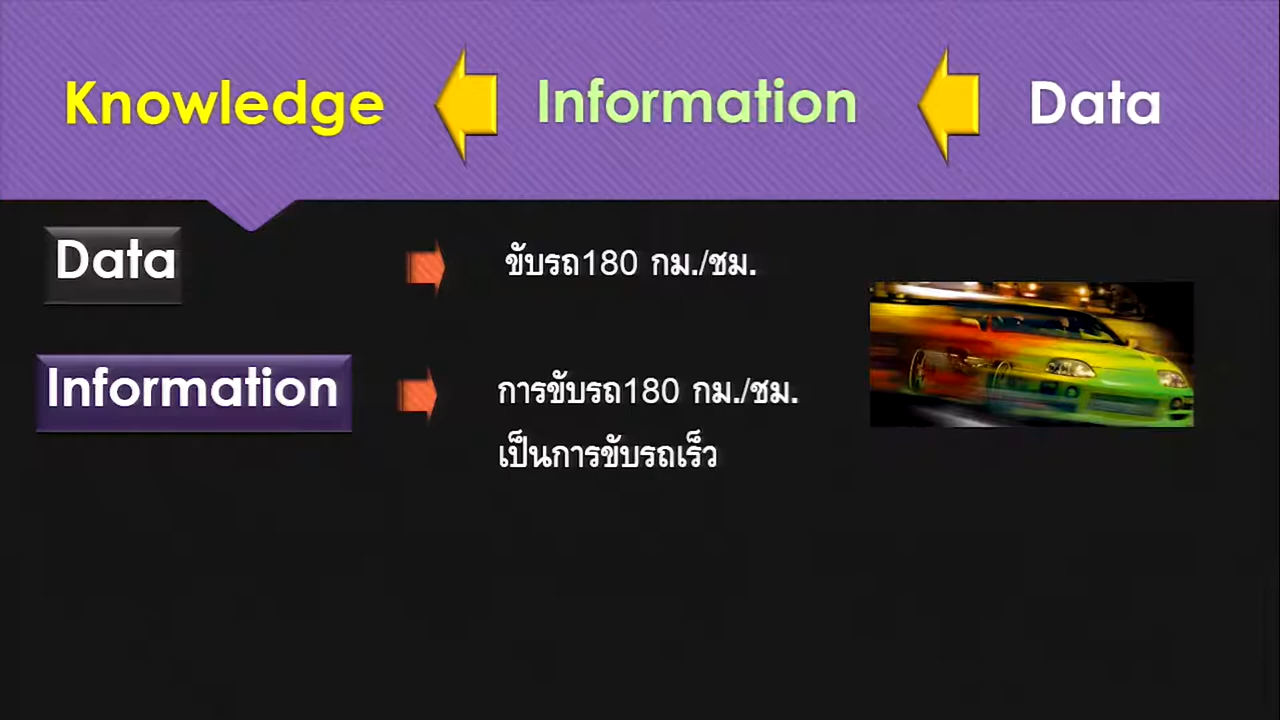 Knowledge Information Data
Data
ขับรถ180 กม./ชม.
Information
การขับรถ180 กม./ชม.
เป็นการขับรถเร็ว